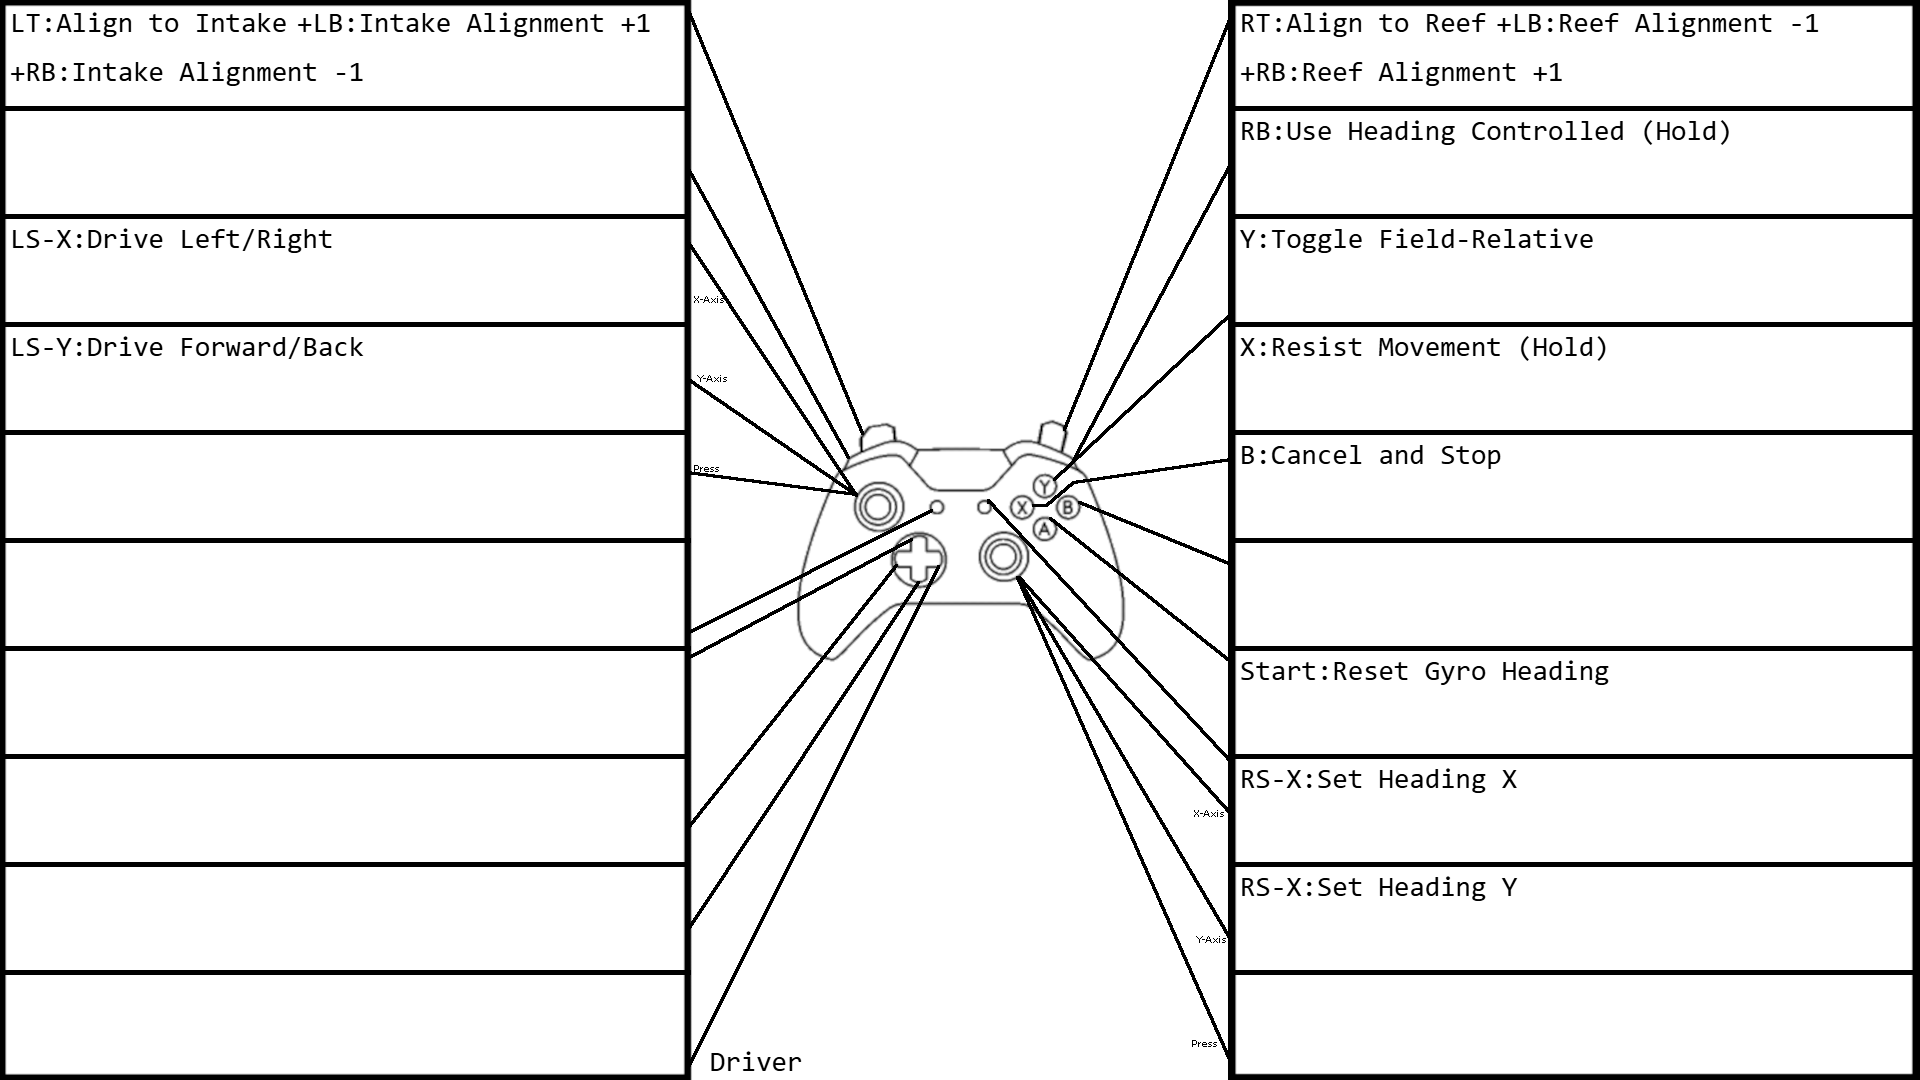 LT:Align to Intake +LB:Intake Alignment +1
+RB:Intake Alignment -1
LS-X:Drive Left/Right
LS-Y:Drive Forward/Back
X-Axis
Y-Axis
Press
Y
X
B
A
X-Axis
Y-Axis
Press
Driver
RT:Align to Reef +LB:Reef Alignment -1
+RB:Reef Alignment +1
RB:Use Heading Controlled (Hold)
Y:Toggle Field-Relative
X:Resist Movement (Hold)
B:Cancel and Stop
Start:Reset Gyro Heading
RS-X:Set Heading X
RS-X:Set Heading Y